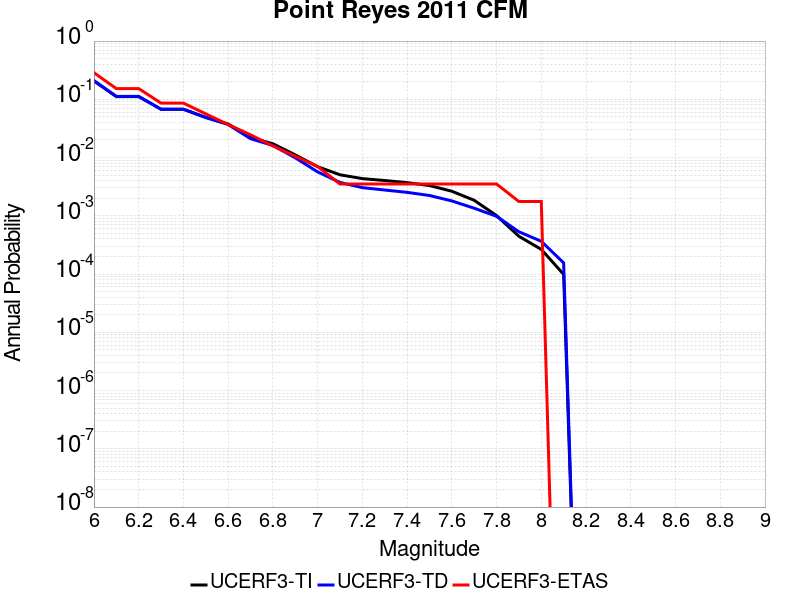 Point Reyes 2011 CFM
Annual Probability
10^0
10^-1
10^-2
10^-3
10^-4
10^-5
10^-6
10^-7
10^-8
6 6.2 6.4 6.6 6.8 7 7.2 7.4 7.6 7.8 8 8.2 8.4 8.6 8.8 9
Magnitude
UCERF3-TI UCERF3-TD UCERF3-ETAS